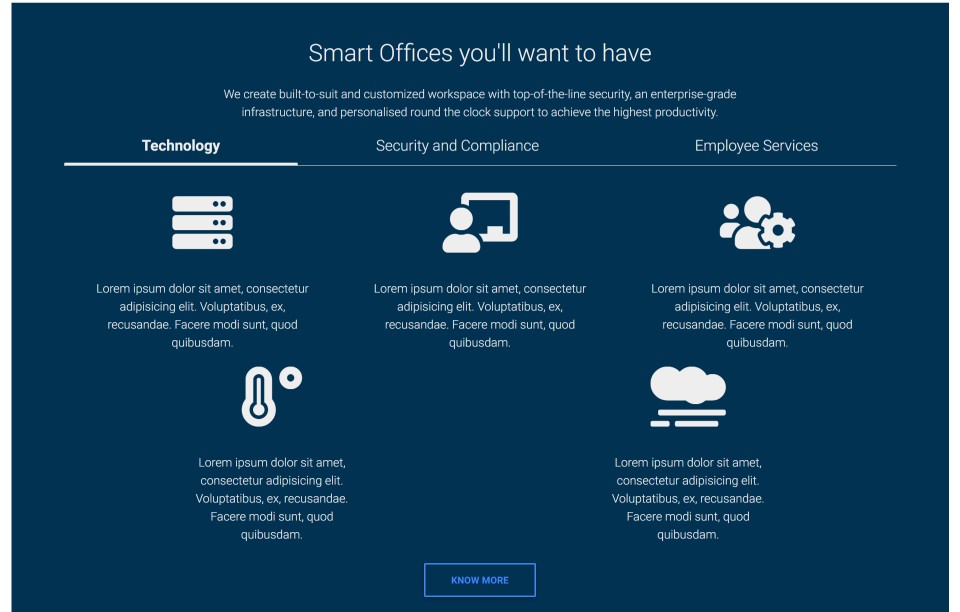 Smart Offices you'll want to have
We create built-to-suit and customized workspace with top-of-the-line security, an enterprise-grade
infrastructure, and personalised round the clock support to achieve the highest productivity.
Technology
Security and Compliance
Employee Services
Lorem ipsum dolor sit amet, consectetur
adipisicing elit. Voluptatibus, ex,
recusandae. Facere modi sunt, quod
quibusdam.
Lorem ipsum dolor sit amet, consectetur
adipisicing elit. Voluptatibus, ex,
recusandae. Facere modi sunt, quod
quibusdam.
Lorem ipsum dolor sit amet, consectetur
adipisicing elit. Voluptatibus, ex,
recusandae. Facere modi sunt, quod
quibusdam.
Lorem ipsum dolor sit amet,
consectetur adipisicing elit.
Voluptatibus, ex, recusandae.
Facere modi sunt, quod
quibusdam.
Lorem ipsum dolor sit amet,
consectetur adipisicing elit.
Voluptatibus, ex, recusandae.
Facere modi sunt, quod
quibusdam.
KNOW MORE